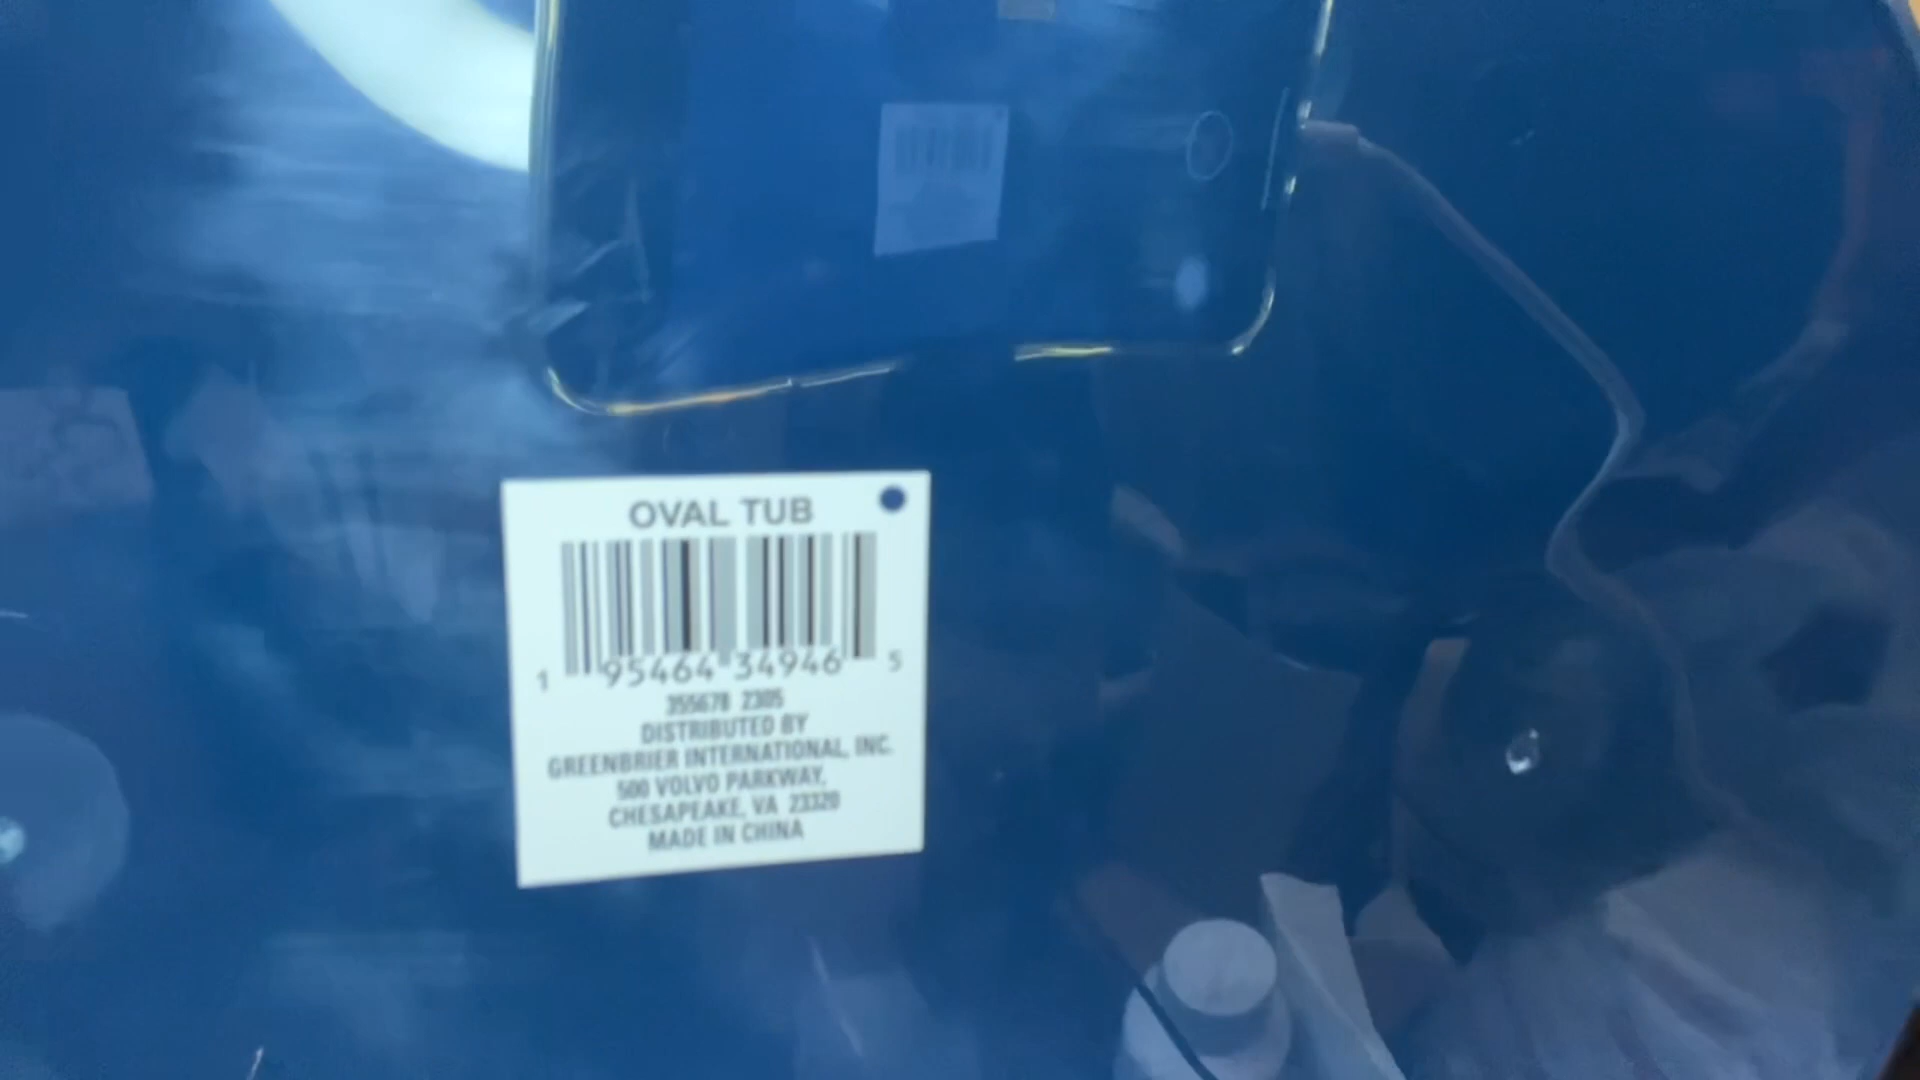 OVAL TUB
1 95464 34946 5
355678 2305
DISTRIBUTED BY
GREENBRIER INTERNATIONAL, INC.
500 VOLVO PARKWAY,
CHESAPEAKE, VA 23320
MADE IN CHINA